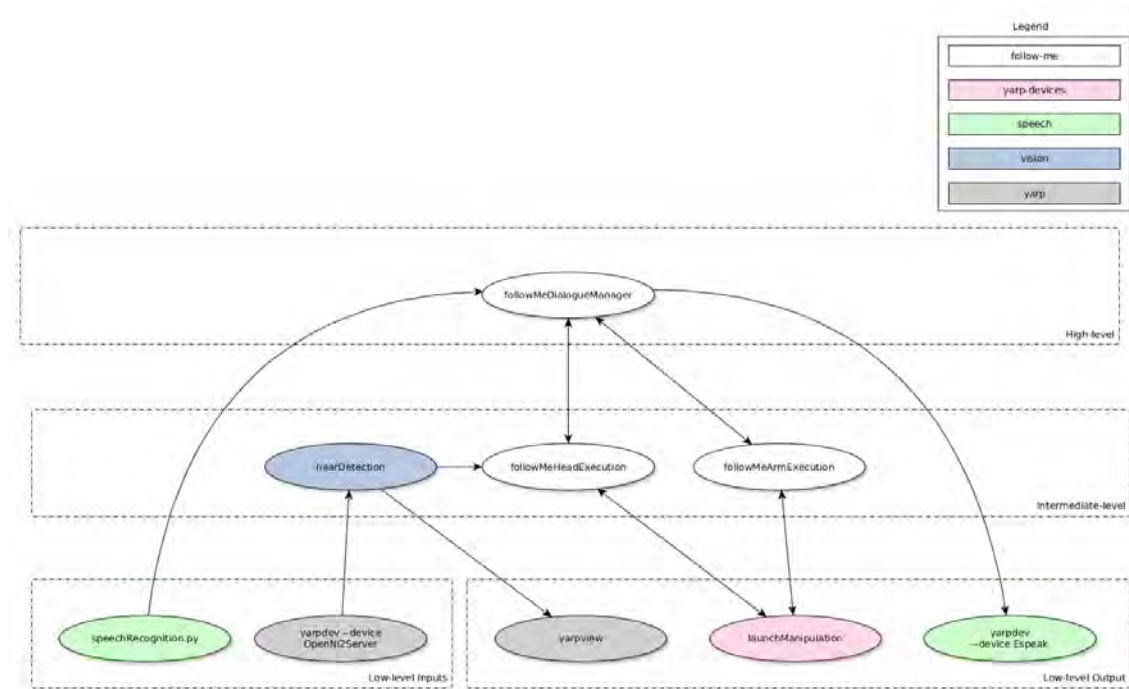 Legend
follow-me
yarp-devices
speech
vision
yarp
followMeDialogueManager
High-level
haarDetection
followMeHeadExecution
followMeArmExecution
Intermediate-level
speechRecognition.py
yarpdev --device
OpenNI2Server
yarpview
launchManipulation
yarpdev
--device Espeak
Low-level Inputs
Low-level Output